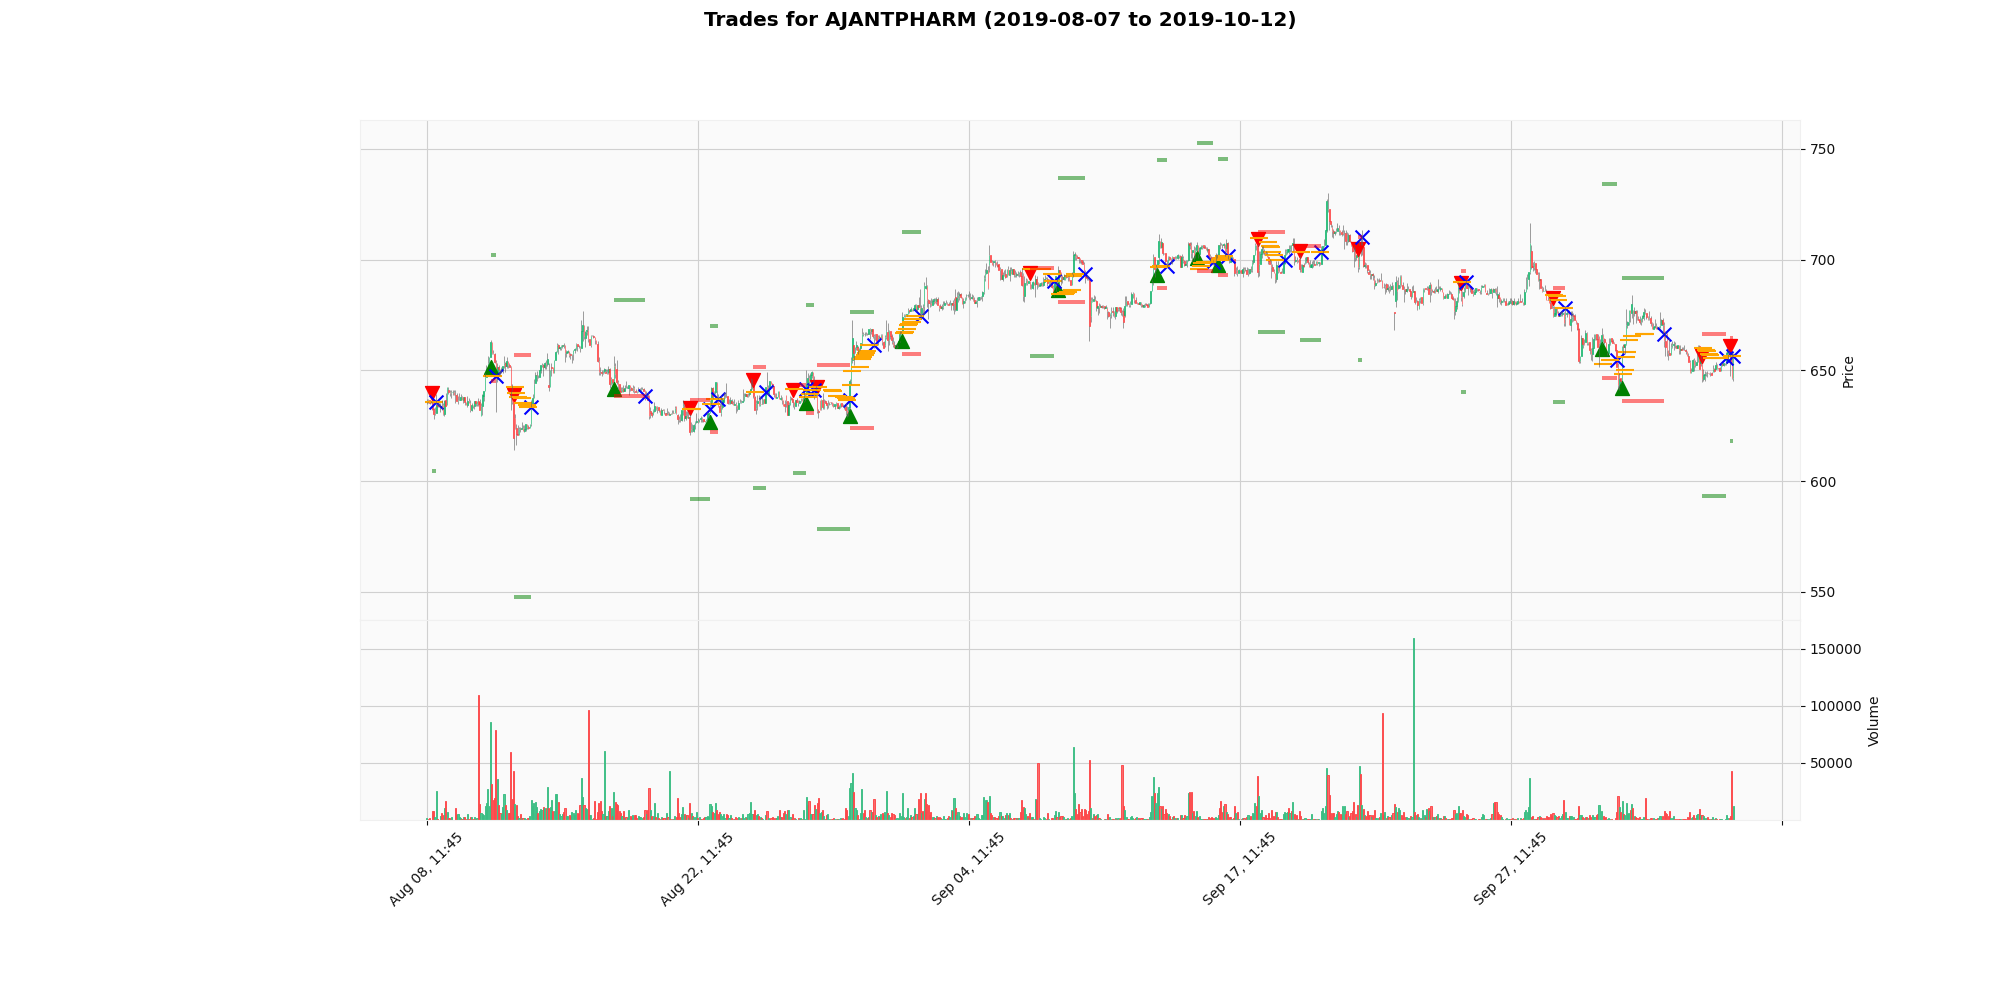 Trades for AJANTPHARM (2019-08-07 to 2019-10-12)
750
700
650
600
550
Price
150000
100000
50000
Volume
Aug 08, 11:45
Aug 22, 11:45
Sep 04, 11:45
Sep 17, 11:45
Sep 27, 11:45